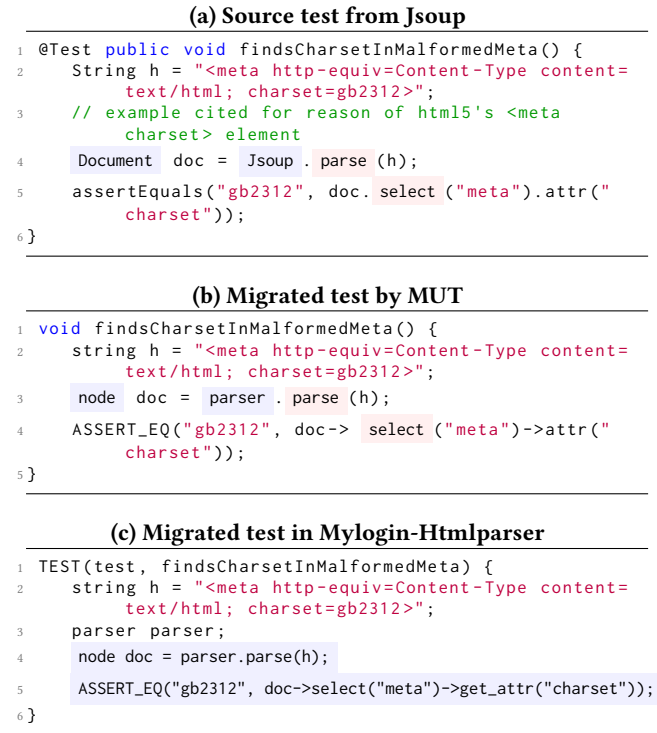 (a) Source test from Jsoup
1 @Test public void findsCharsetInMalformedMeta() {
2 String h = "<meta http-equiv=Content-Type content=
text/html; charset=gb2312>";
3 // example cited for reason of html5's <meta
charset> element
4 Document doc = Jsoup.parse(h);
5 assertEquals("gb2312", doc.select("meta").attr("
charset"));
6 }
(b) Migrated test by MUT
1 void findsCharsetInMalformedMeta() {
2 string h = "<meta http-equiv=Content-Type content=
text/html; charset=gb2312>";
3 node doc = parser.parse(h);
4 ASSERT_EQ("gb2312", doc-> select("meta")->attr("
charset"));
5 }
(c) Migrated test in Mylogin-Htmlparser
1 TEST(test, findsCharsetInMalformedMeta) {
2 string h = "<meta http-equiv=Content-Type content=
text/html; charset=gb2312>";
3 parser parser;
4 node doc = parser.parse(h);
5 ASSERT_EQ("gb2312", doc->select("meta")->get_attr("charset"));
6 }